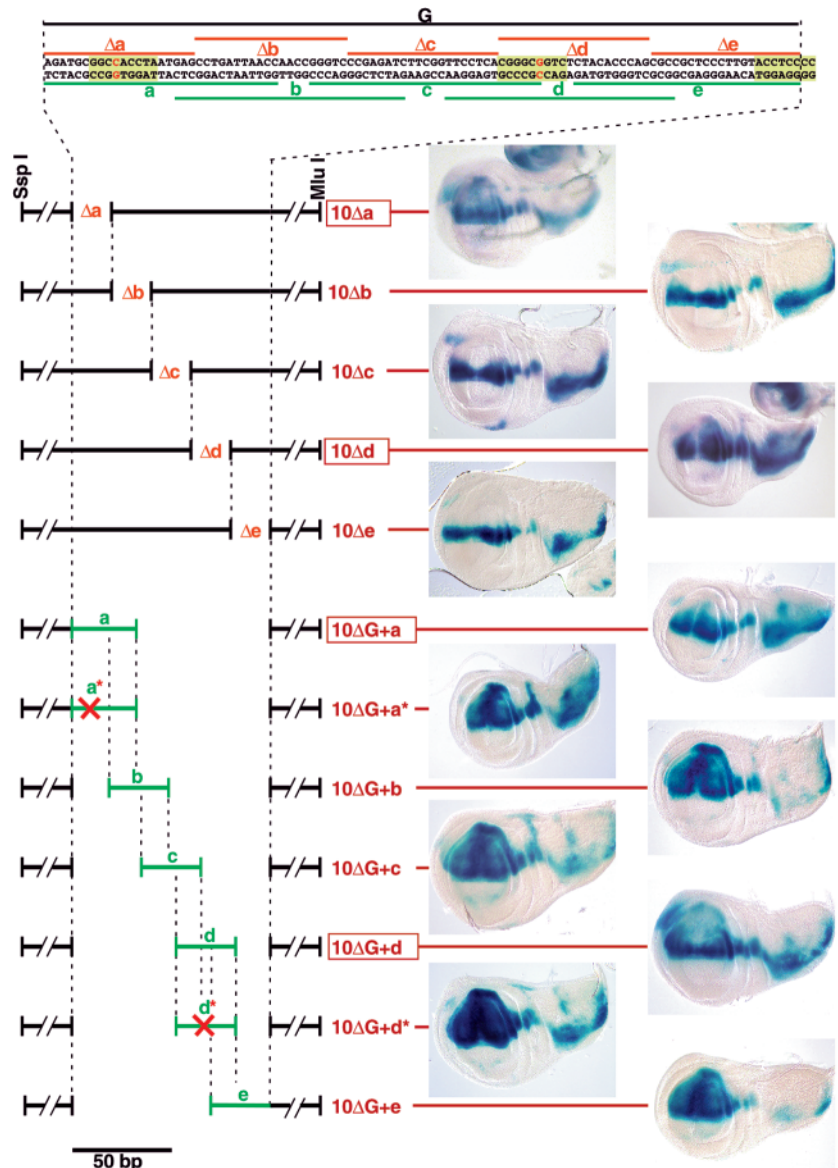 G
Δa Δb Δc Δd Δe
AGATGCGGCCACCTAATGAGCCTGATTAACCAACCGGGTCCCGAGATCTTCGGTTCCTCACGGGCGGTCTCTACACCCAGCGCCGCTCCCTTGTACCTCCCC
TCTACGCCGGTGGATTACTCGGACTAATTGGTTGGCCCAGGGCTCTAGAAGCCAAGGAGTGCCCGCCAGAGATGTGGGTCGCGGCGAGGGAACATGGAGGGG
a b c d e
Ssp I
Mlu I
Δa 10Δa
Δb 10Δb
Δc 10Δc
Δd 10Δd
Δe 10Δe
a 10ΔG+a
a* 10ΔG+a*
b 10ΔG+b
c 10ΔG+c
d 10ΔG+d
d* 10ΔG+d*
e 10ΔG+e
50 bp